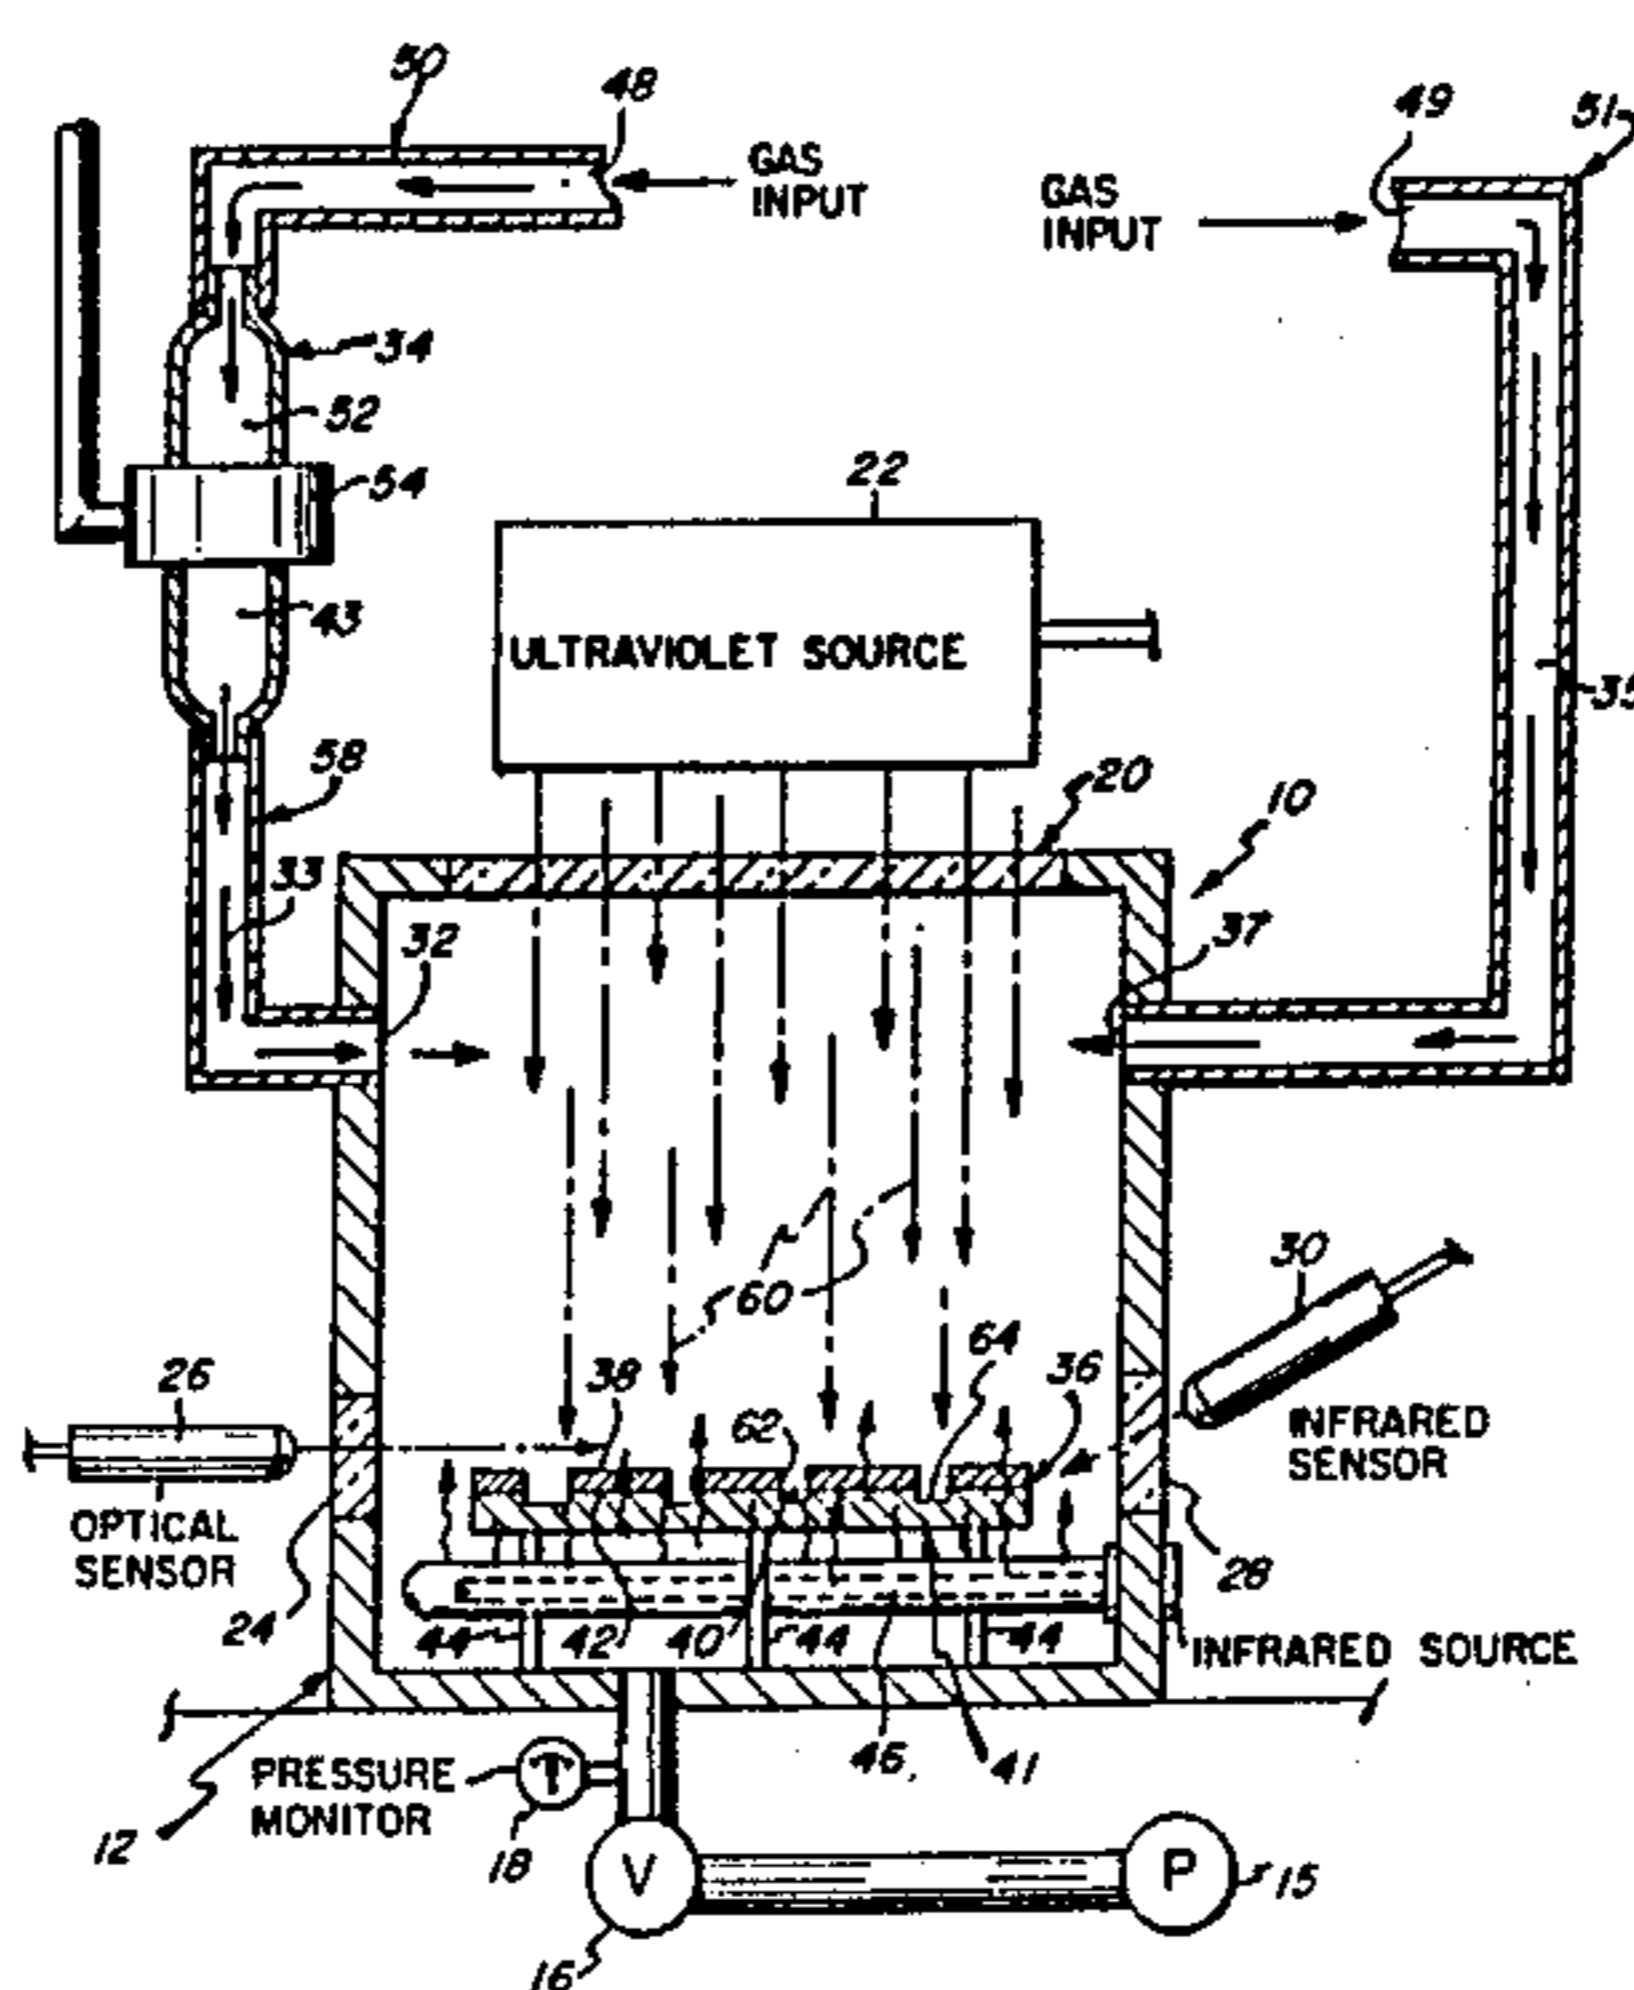 50
48
49
51
GAS
INPUT
GAS
INPUT
34
52
54
22
43
ULTRAVIOLET SOURCE
35
58
20
10
33
32
37
30
60
64
26
38
36
62
INFRARED
SENSOR
OPTICAL
SENSOR
28
24
44
42
40
44
44
INFRARED SOURCE
46
41
PRESSURE
MONITOR
12
18
V
P
15
16